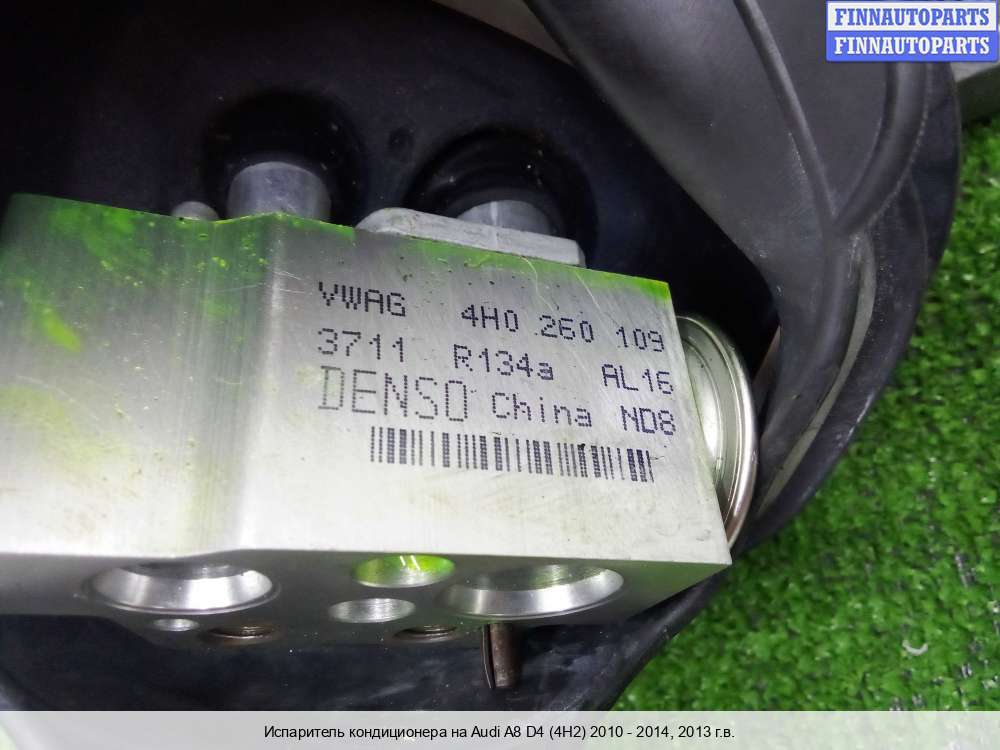 FINNAUTOPARTS
FINNAUTOPARTS
VWAG 4H0 260 109
3711 R134a AL16
DENSO China ND8
Испаритель кондиционера на Audi A8 D4 (4H2) 2010 - 2014, 2013 г.в.